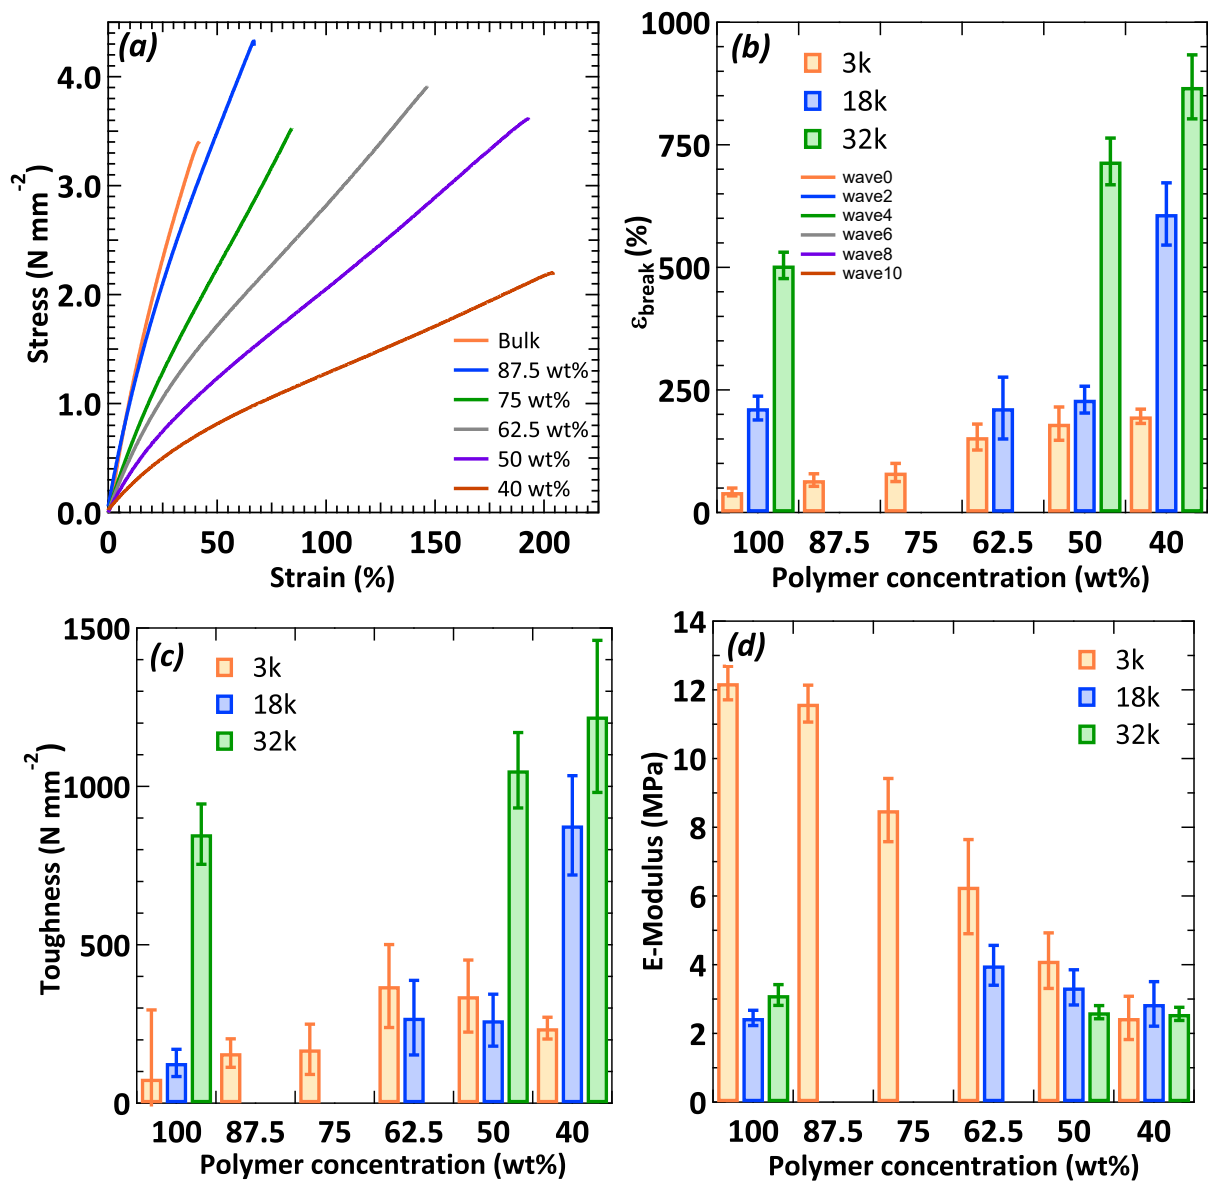 (a)
Stress (N mm⁻²)
4.0
3.0
2.0
1.0
0.0
0 50 100 150 200
Strain (%)
Bulk
87.5 wt%
75 wt%
62.5 wt%
50 wt%
40 wt%
(b)
εbreak (%)
1000
750
500
250
0
3k
18k
32k
wave0
wave2
wave4
wave6
wave8
wave10
100 87.5 75 62.5 50 40
Polymer concentration (wt%)
(c)
Toughness (N mm⁻²)
1500
1000
500
0
3k
18k
32k
100 87.5 75 62.5 50 40
Polymer concentration (wt%)
(d)
E-Modulus (MPa)
14
12
10
8
6
4
2
0
3k
18k
32k
100 87.5 75 62.5 50 40
Polymer concentration (wt%)